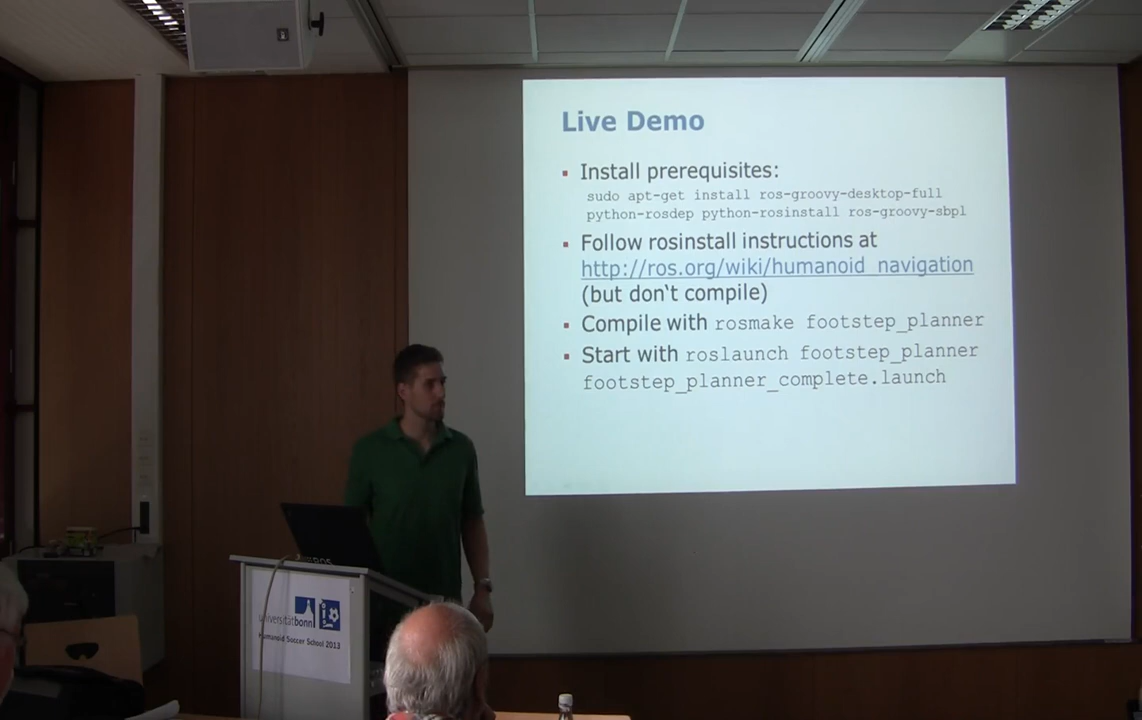 Live Demo
Install prerequisites:
sudo apt-get install ros-groovy-desktop-full
python-rosdep python-rosinstall ros-groovy-sbpl
Follow rosinstall instructions at
http://ros.org/wiki/humanoid_navigation
(but don‘t compile)
Compile with rosmake footstep_planner
Start with roslaunch footstep_planner
footstep_planner_complete.launch
universitätbonn
Humanoid Soccer School 2013